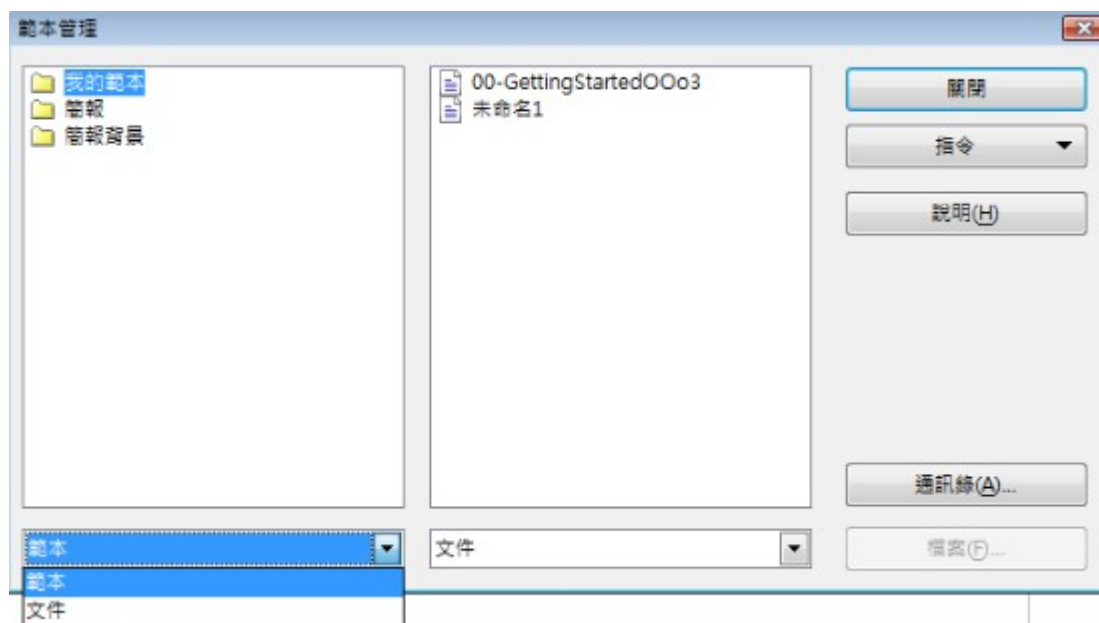 範本管理
我的範本
簡報
簡報背景
00-GettingStartedOOo3
未命名1
關閉
指令
說明(H)
通訊錄(A)...
範本
文件
檔案(F)...
範本
文件